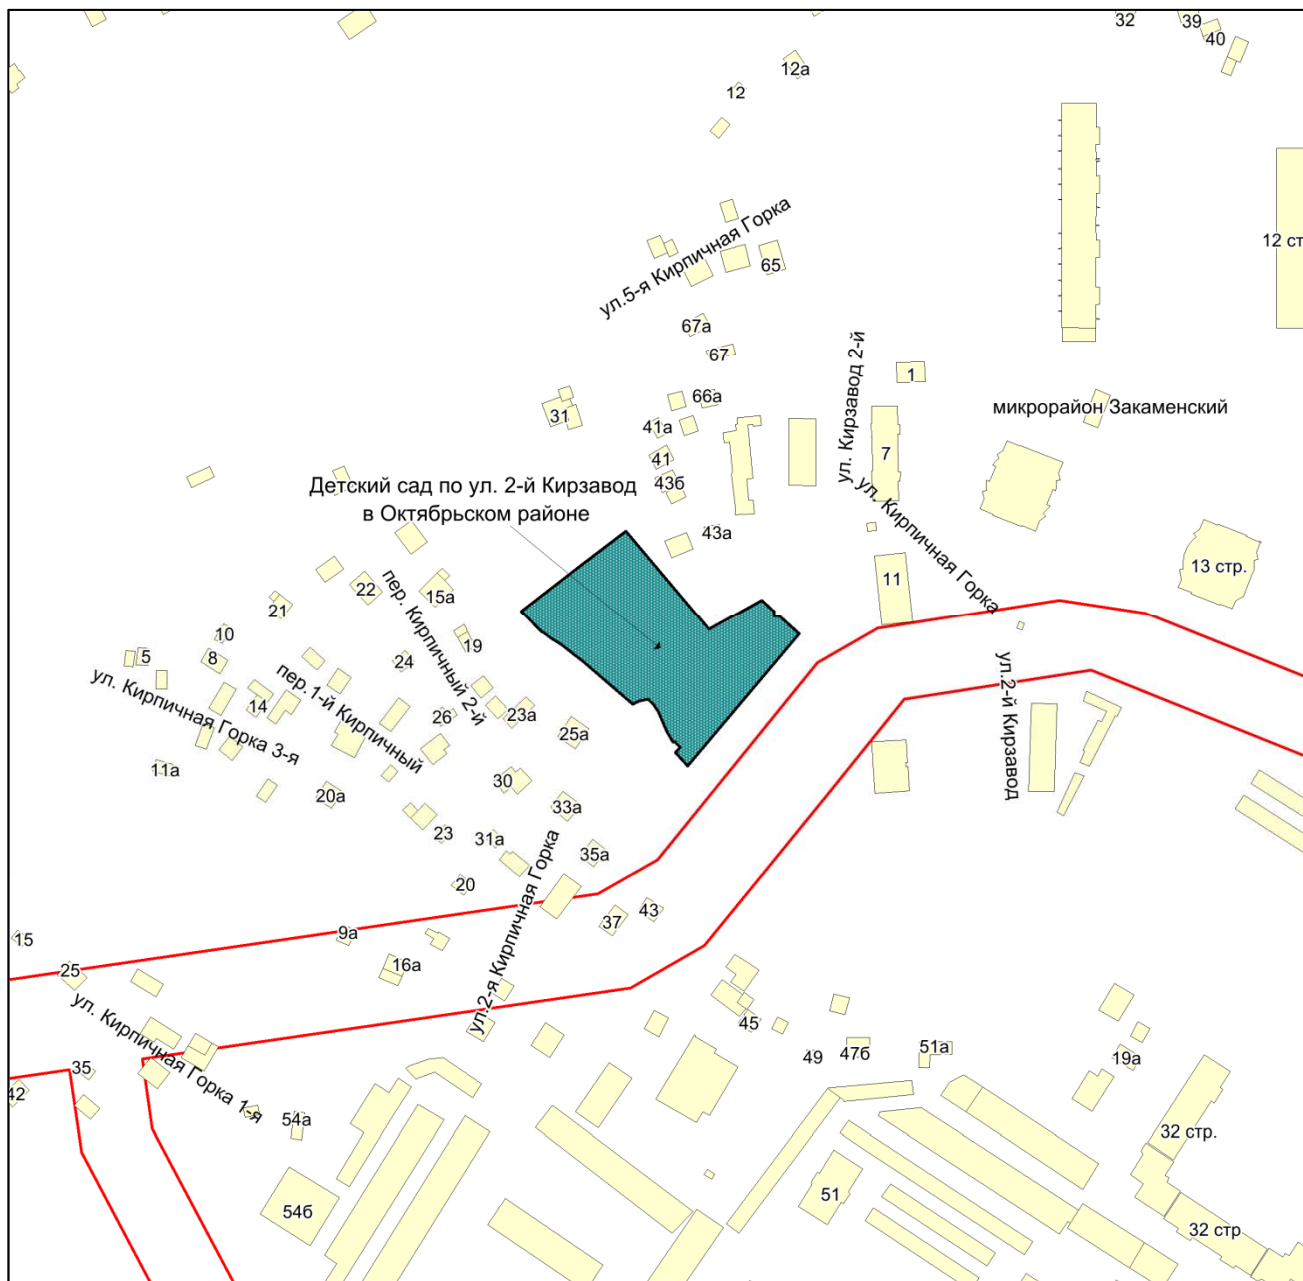 32
39
40
12а
12
12 ст
ул.5-я Кирпичная Горка
65
67а
67
ул. Кирзавод 2-й
1
66а
микрорайон Закаменский
31
41а
41
7
43б
Детский сад по ул. 2-й Кирзавод
в Октябрьском районе
ул. Кирпичная Горка
43а
13 стр.
11
22
15а
пер. Кирпичный 2-й
21
10
19
5
8
24
пер.1-й Кирпичный
ул. Кирпичная Горка 3-я
14
26
23а
25а
ул.2-й Кирзавод
11а
20а
30
33а
23
31а
35а
ул.2-я Кирпичная Горка
20
37
43
15
9а
25
16а
ул. Кирпичная Горка 1-я
45
49
47б
51а
19а
35
42
54а
32 стр.
54б
51
32 стр